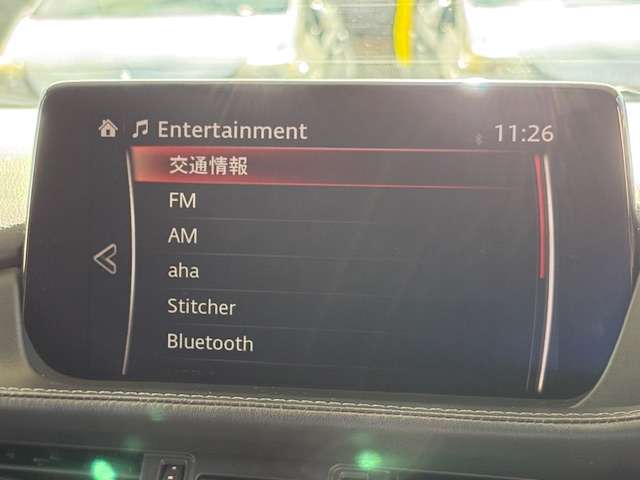 Entertainment 11:26
交通情報
FM
AM
aha
Stitcher
Bluetooth